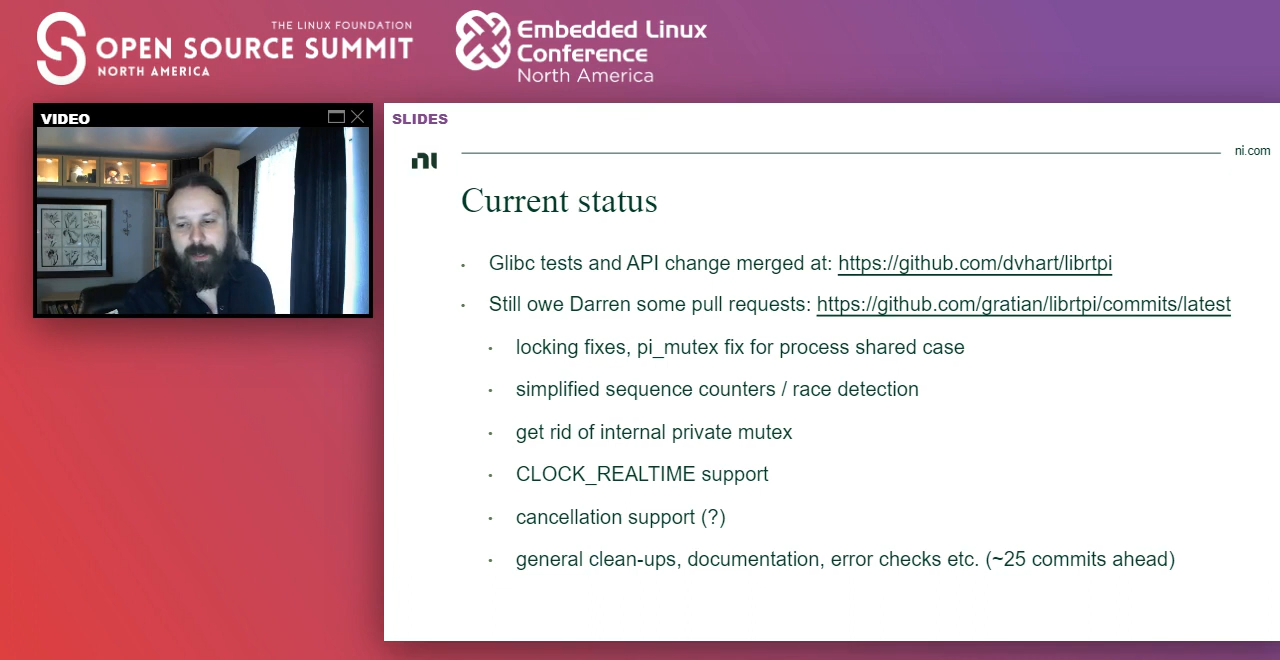 THE LINUX FOUNDATION
OPEN SOURCE SUMMIT
NORTH AMERICA
Embedded Linux
Conference
North America
VIDEO
SLIDES
ni
ni.com
Current status
Glibc tests and API change merged at: https://github.com/dvhart/librtpi
Still owe Darren some pull requests: https://github.com/gratian/librtpi/commits/latest
locking fixes, pi_mutex fix for process shared case
simplified sequence counters / race detection
get rid of internal private mutex
CLOCK_REALTIME support
cancellation support (?)
general clean-ups, documentation, error checks etc. (~25 commits ahead)